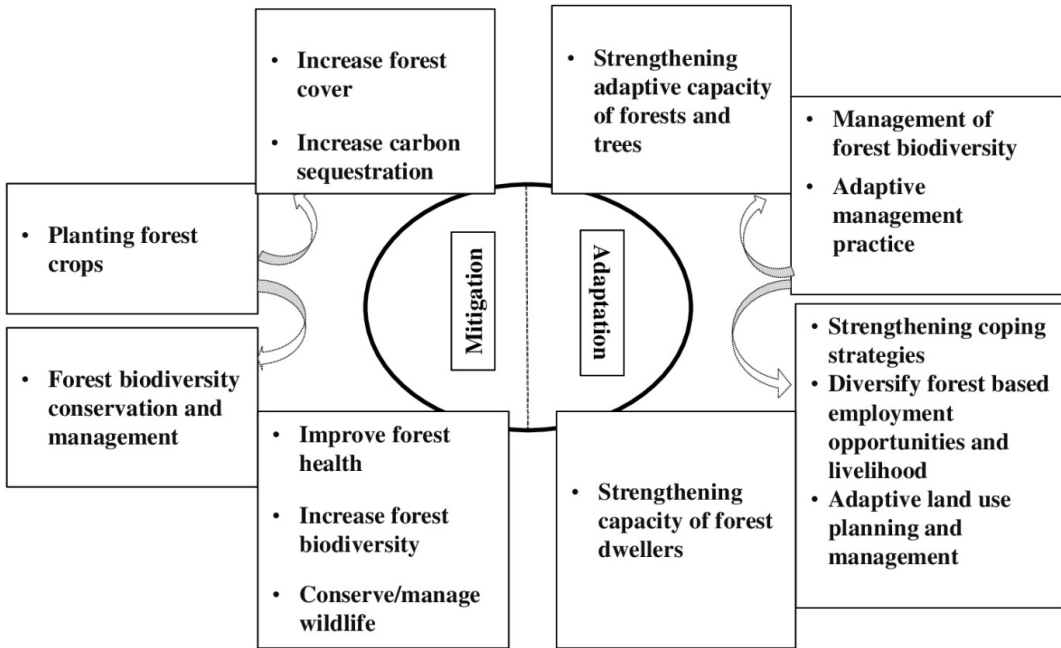 • Increase forest
cover
• Increase carbon
sequestration
• Planting forest
crops
• Forest biodiversity
conservation and
management
• Improve forest
health
• Increase forest
biodiversity
• Conserve/manage
wildlife
Mitigation
Adaptation
• Strengthening
adaptive capacity
of forests and
trees
• Management of
forest biodiversity
• Adaptive
management
practice
• Strengthening coping
strategies
• Diversify forest based
employment
opportunities and
livelihood
• Adaptive land use
planning and
management
• Strengthening
capacity of forest
dwellers